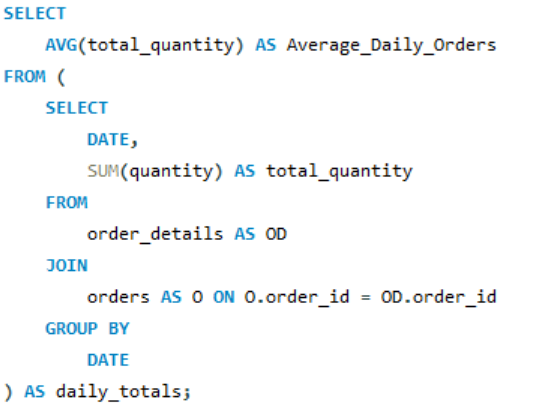 SELECT
    AVG(total_quantity) AS Average_Daily_Orders
FROM (
    SELECT
        DATE,
        SUM(quantity) AS total_quantity
    FROM
        order_details AS OD
    JOIN
        orders AS O ON O.order_id = OD.order_id
    GROUP BY
        DATE
) AS daily_totals;